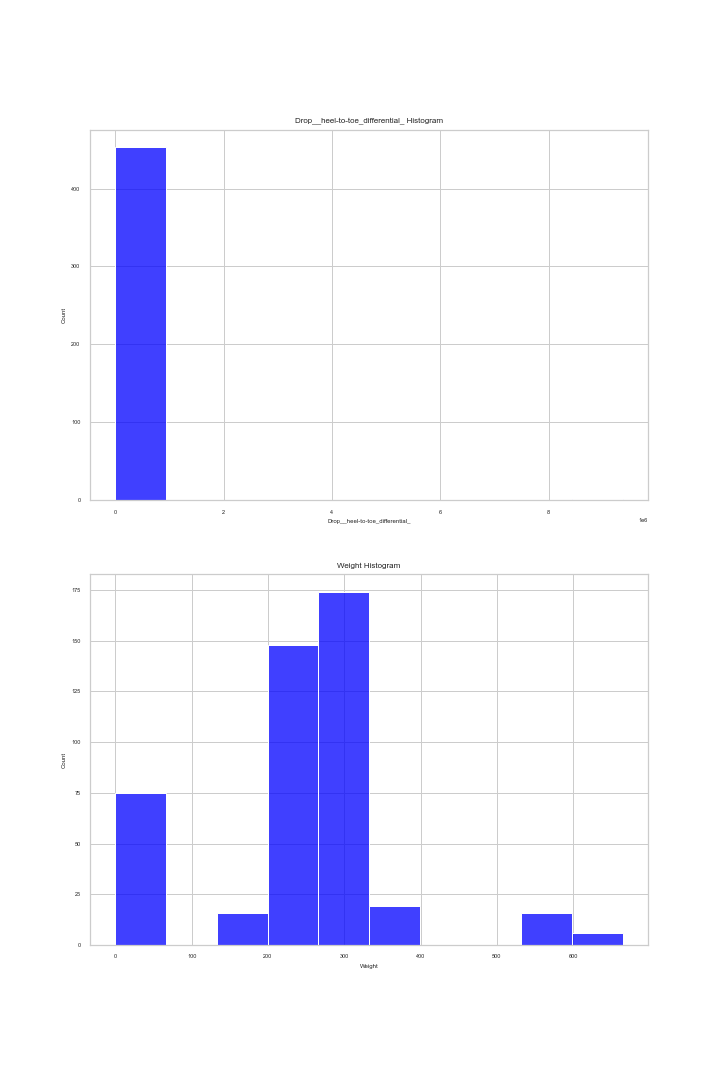 Drop__heel-to-toe_differential_ Histogram
400
300
200
100
0
Count
0 2 4 6 8
Drop__heel-to-toe_differential_
1e6
Weight Histogram
175
150
125
100
75
50
25
0
Count
0 100 200 300 400 500 600
Weight